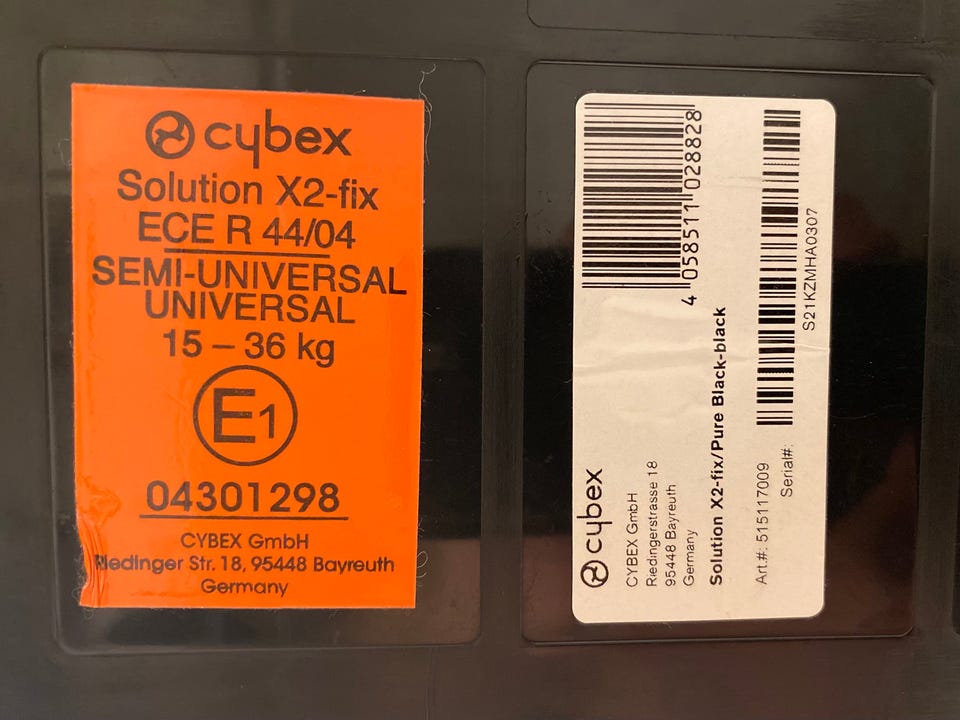 cybex
Solution X2-fix
ECE R 44/04
SEMI-UNIVERSAL
UNIVERSAL
15 – 36 kg
E1
04301298
CYBEX GmbH
Riedinger Str. 18, 95448 Bayreuth
Germany
cybex
CYBEX GmbH
Riedingerstrasse 18
95448 Bayreuth
Germany
4 058511 028828
Solution X2-fix/Pure Black-black
Art.#: 515117009
Serial#:
S21KZMHA0307